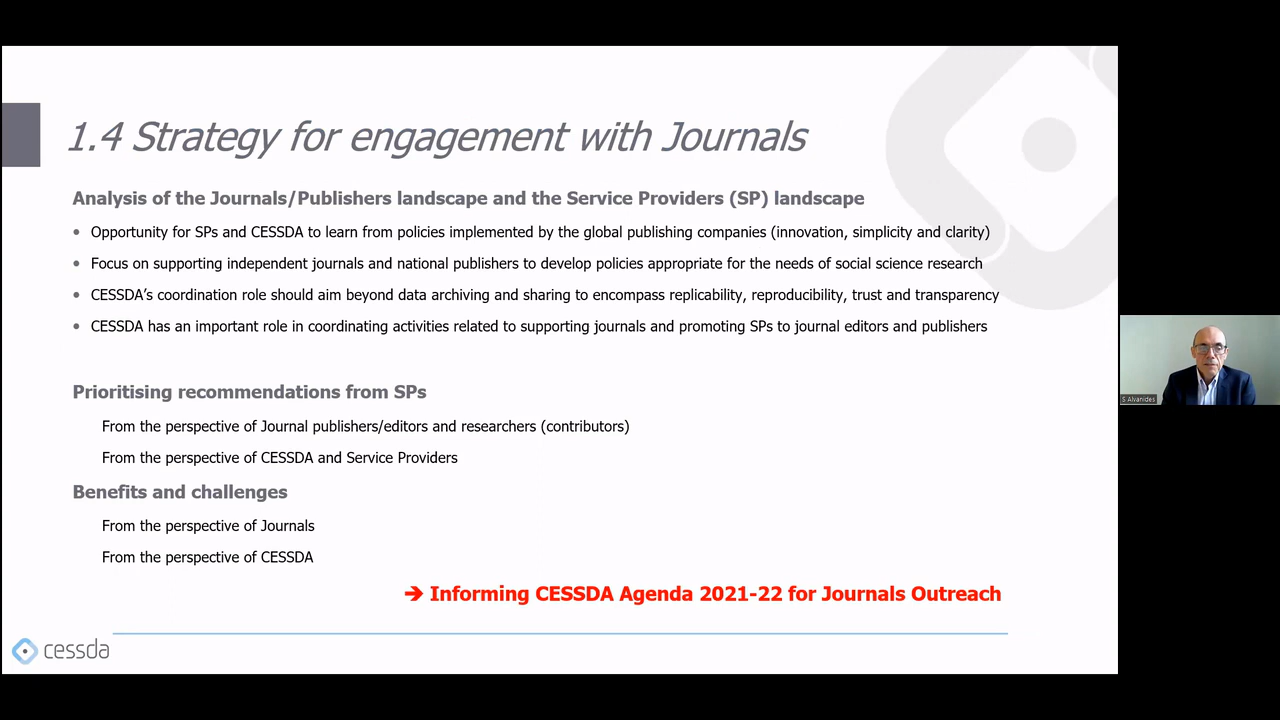 1.4 Strategy for engagement with Journals
Analysis of the Journals/Publishers landscape and the Service Providers (SP) landscape
• Opportunity for SPs and CESSDA to learn from policies implemented by the global publishing companies (innovation, simplicity and clarity)
• Focus on supporting independent journals and national publishers to develop policies appropriate for the needs of social science research
• CESSDA’s coordination role should aim beyond data archiving and sharing to encompass replicability, reproducibility, trust and transparency
• CESSDA has an important role in coordinating activities related to supporting journals and promoting SPs to journal editors and publishers
Prioritising recommendations from SPs
From the perspective of Journal publishers/editors and researchers (contributors)
From the perspective of CESSDA and Service Providers
Benefits and challenges
From the perspective of Journals
From the perspective of CESSDA
➔ Informing CESSDA Agenda 2021-22 for Journals Outreach
cessda
S Alvanides